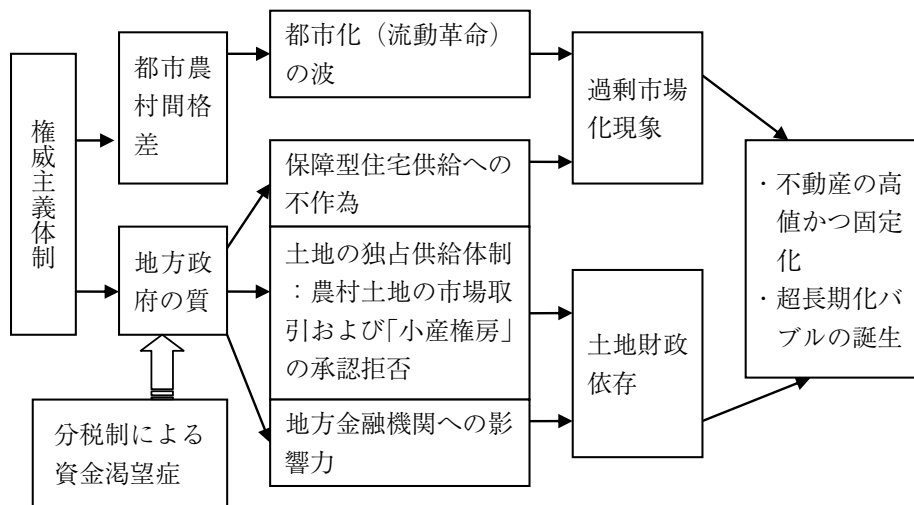 権威主義体制
都市農
村間格
差
地方政
府の質
分税制による
資金渇望症
都市化（流動革命）
の波
保障型住宅供給への
不作為
土地の独占供給体制
：農村土地の市場取
引および「小産権房」
の承認拒否
地方金融機関への影
響力
過剰市場
化現象
土地財政
依存
・不動産の高
値かつ固定
化
・超長期化バ
ブルの誕生